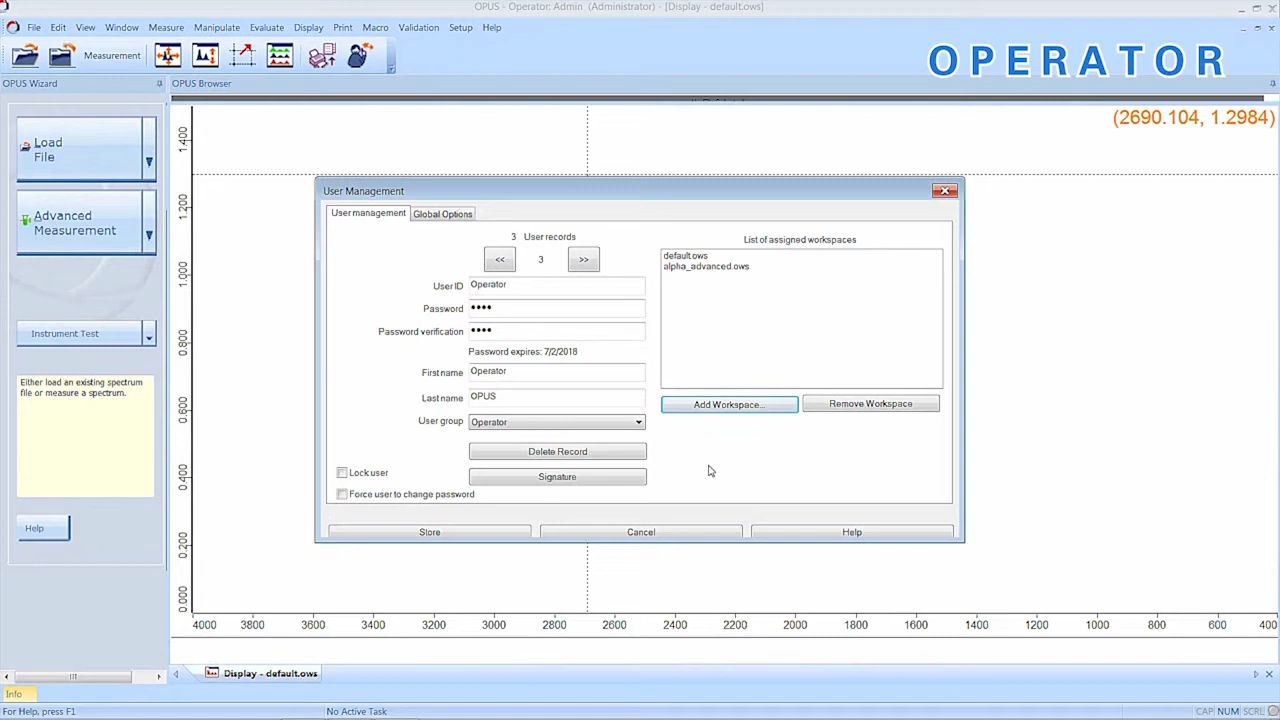 OPUS - Operator: Admin (Administrator) - [Display - default.ows]
File Edit View Window Measure Manipulate Evaluate Display Print Macro Validation Setup Help
Measurement
OPERATOR
OPUS Wizard
OPUS Browser
(2690.104, 1.2984)
Load
File
Advanced
Measurement
Instrument Test
Either load an existing spectrum
file or measure a spectrum.
Help
1.400
1.200
1.000
0.800
0.600
0.400
0.200
0.000
User Management
User management Global Options
3 User records
<< 3 >>
User ID Operator
Password ••••
Password verification ••••
Password expires: 7/2/2018
First name Operator
Last name OPUS
User group Operator
Delete Record
Lock user
Signature
Force user to change password
List of assigned workspaces
default.ows
alpha_advanced.ows
Add Workspace... Remove Workspace
Store Cancel Help
4000 3800 3600 3400 3200 3000 2800 2600 2400 2200 2000 1800 1600 1400 1200 1000 800 600 400
Display - default.ows
Info
For Help, press F1 No Active Task CAP NUM SCRL